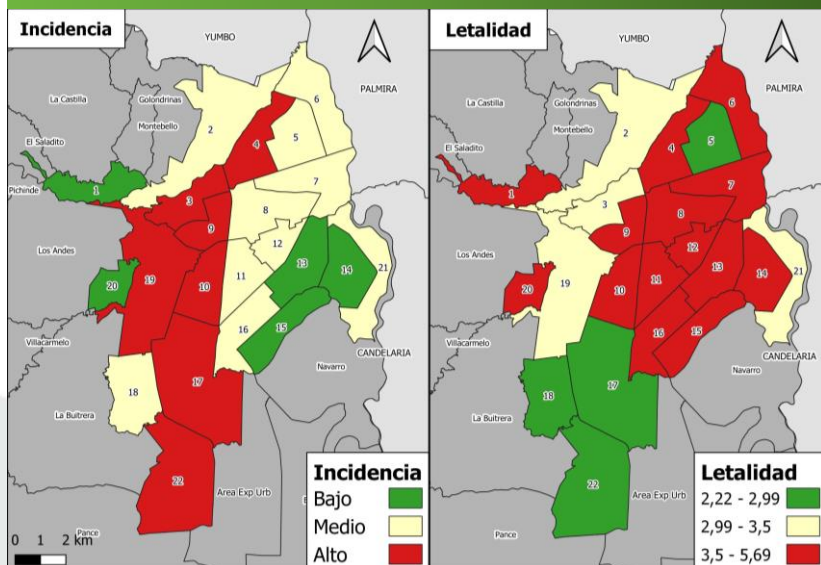 Incidencia
YUMBO
PALMIRA
La Castilla
Golondrinas
Montebello
El Saladito
Pichinde
Los Andes
Villacarmelo
La Buitrera
Pance
Area Exp Urb
Navarro
CANDELARIA
1
2
3
4
5
6
7
8
9
10
11
12
13
14
15
16
17
18
19
20
21
22
0 1 2 km
Incidencia
Bajo
Medio
Alto
Letalidad
YUMBO
PALMIRA
La Castilla
Golondrinas
Montebello
El Saladito
Pichinde
Los Andes
Villacarmelo
La Buitrera
Pance
Area Exp Urb
Navarro
CANDELARIA
1
2
3
4
5
6
7
8
9
10
11
12
13
14
15
16
17
18
19
20
21
22
Letalidad
2,22 - 2,99
2,99 - 3,5
3,5 - 5,69